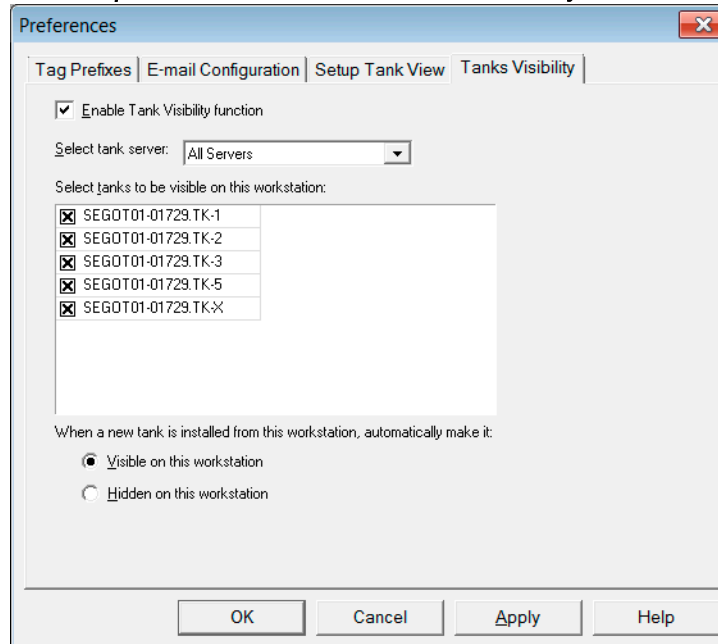 Preferences
Tag Prefixes E-mail Configuration Setup Tank View Tanks Visibility
Enable Tank Visibility function
Select tank server: All Servers
Select tanks to be visible on this workstation:
SEGOT01-01729.TK-1
SEGOT01-01729.TK-2
SEGOT01-01729.TK-3
SEGOT01-01729.TK-5
SEGOT01-01729.TK-X
When a new tank is installed from this workstation, automatically make it:
Visible on this workstation
Hidden on this workstation
OK Cancel Apply Help